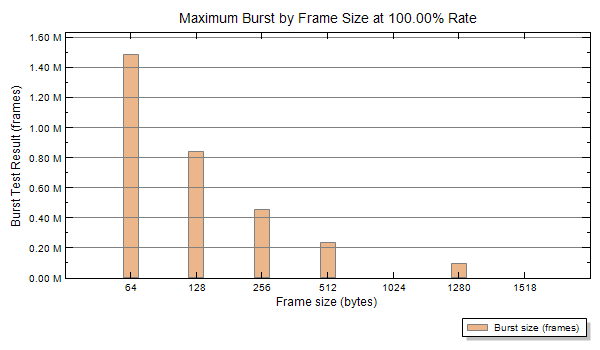 Maximum Burst by Frame Size at 100.00% Rate
Burst Test Result (frames)
1.60 M
1.40 M
1.20 M
1.00 M
0.80 M
0.60 M
0.40 M
0.20 M
0.00 M
64 128 256 512 1024 1280 1518
Frame size (bytes)
Burst size (frames)